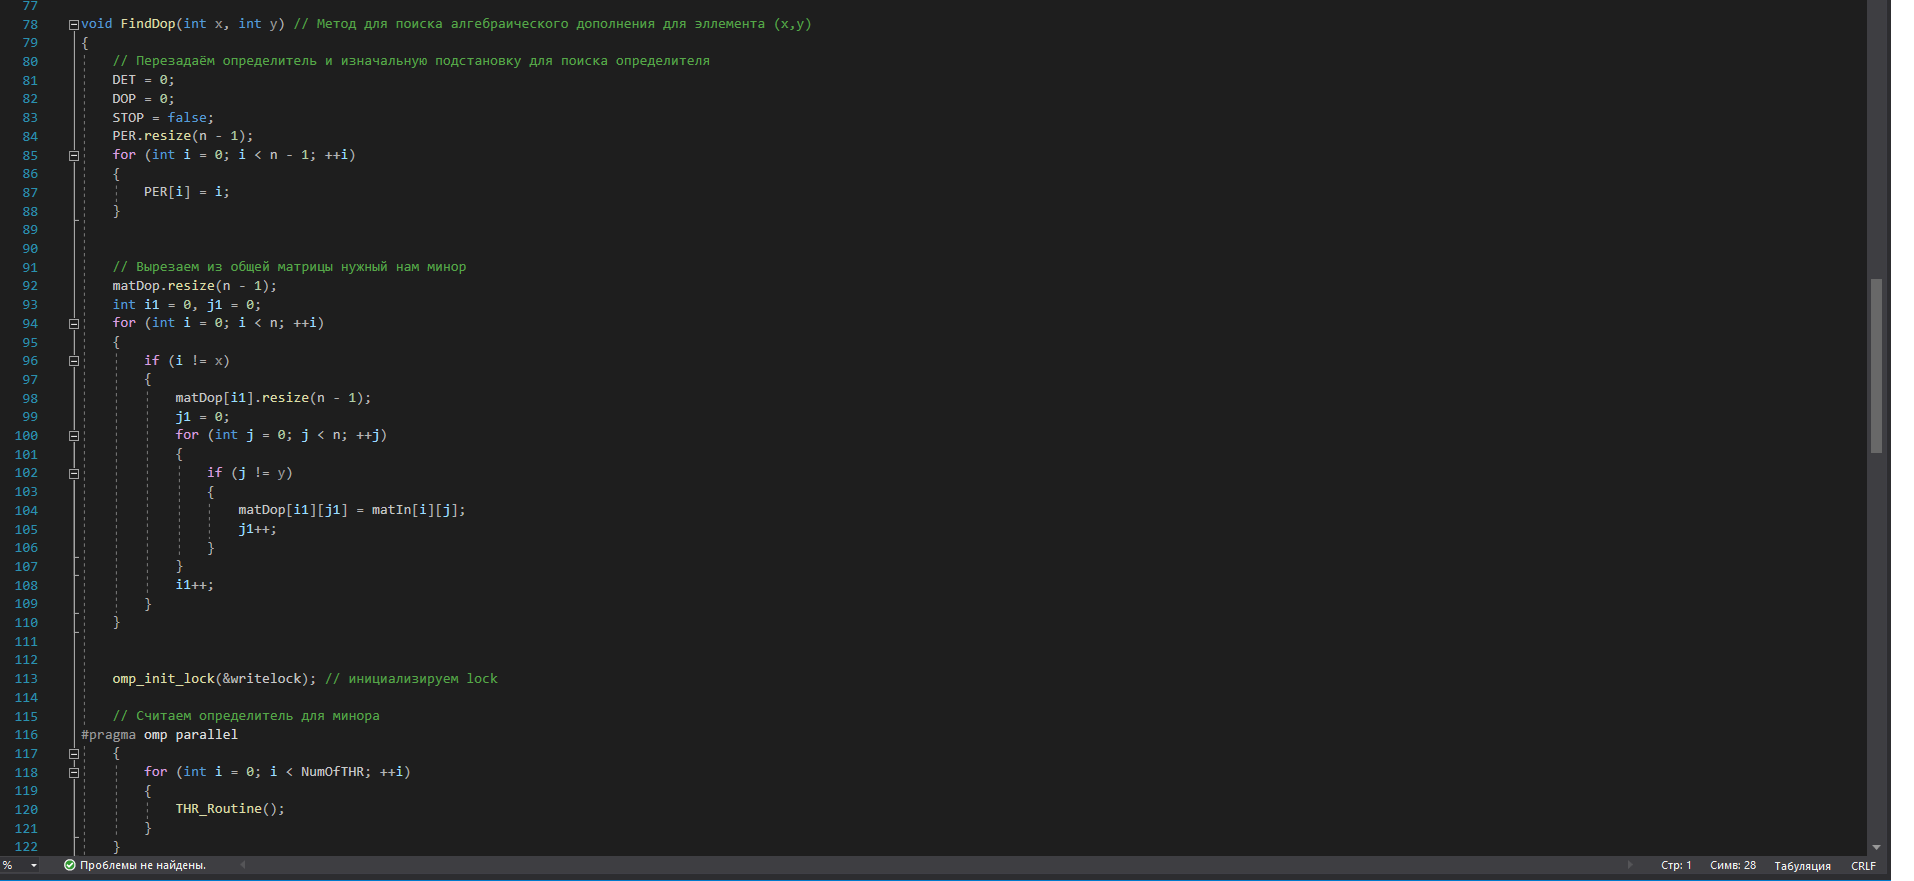 77
78 void FindDop(int x, int y) // Метод для поиска алгебраического дополнения для эллемента (x,y)
79 {
80 // Перезадаём определитель и изначальную подстановку для поиска определителя
81 DET = 0;
82 DOP = 0;
83 STOP = false;
84 PER.resize(n - 1);
85 for (int i = 0; i < n - 1; ++i)
86 {
87 PER[i] = i;
88 }
89
90
91 // Вырезаем из общей матрицы нужный нам минор
92 matDop.resize(n - 1);
93 int i1 = 0, j1 = 0;
94 for (int i = 0; i < n; ++i)
95 {
96 if (i != x)
97 {
98 matDop[i1].resize(n - 1);
99 j1 = 0;
100 for (int j = 0; j < n; ++j)
101 {
102 if (j != y)
103 {
104 matDop[i1][j1] = matIn[i][j];
105 j1++;
106 }
107 }
108 i1++;
109 }
110 }
111
112
113 omp_init_lock(&writelock); // инициализируем lock
114
115 // Считаем определитель для минора
116 #pragma omp parallel
117 {
118 for (int i = 0; i < NumOfTHR; ++i)
119 {
120 THR_Routine();
121 }
122 }
% Проблемы не найдены. Стр: 1 Симв: 28 Табуляция CRLF